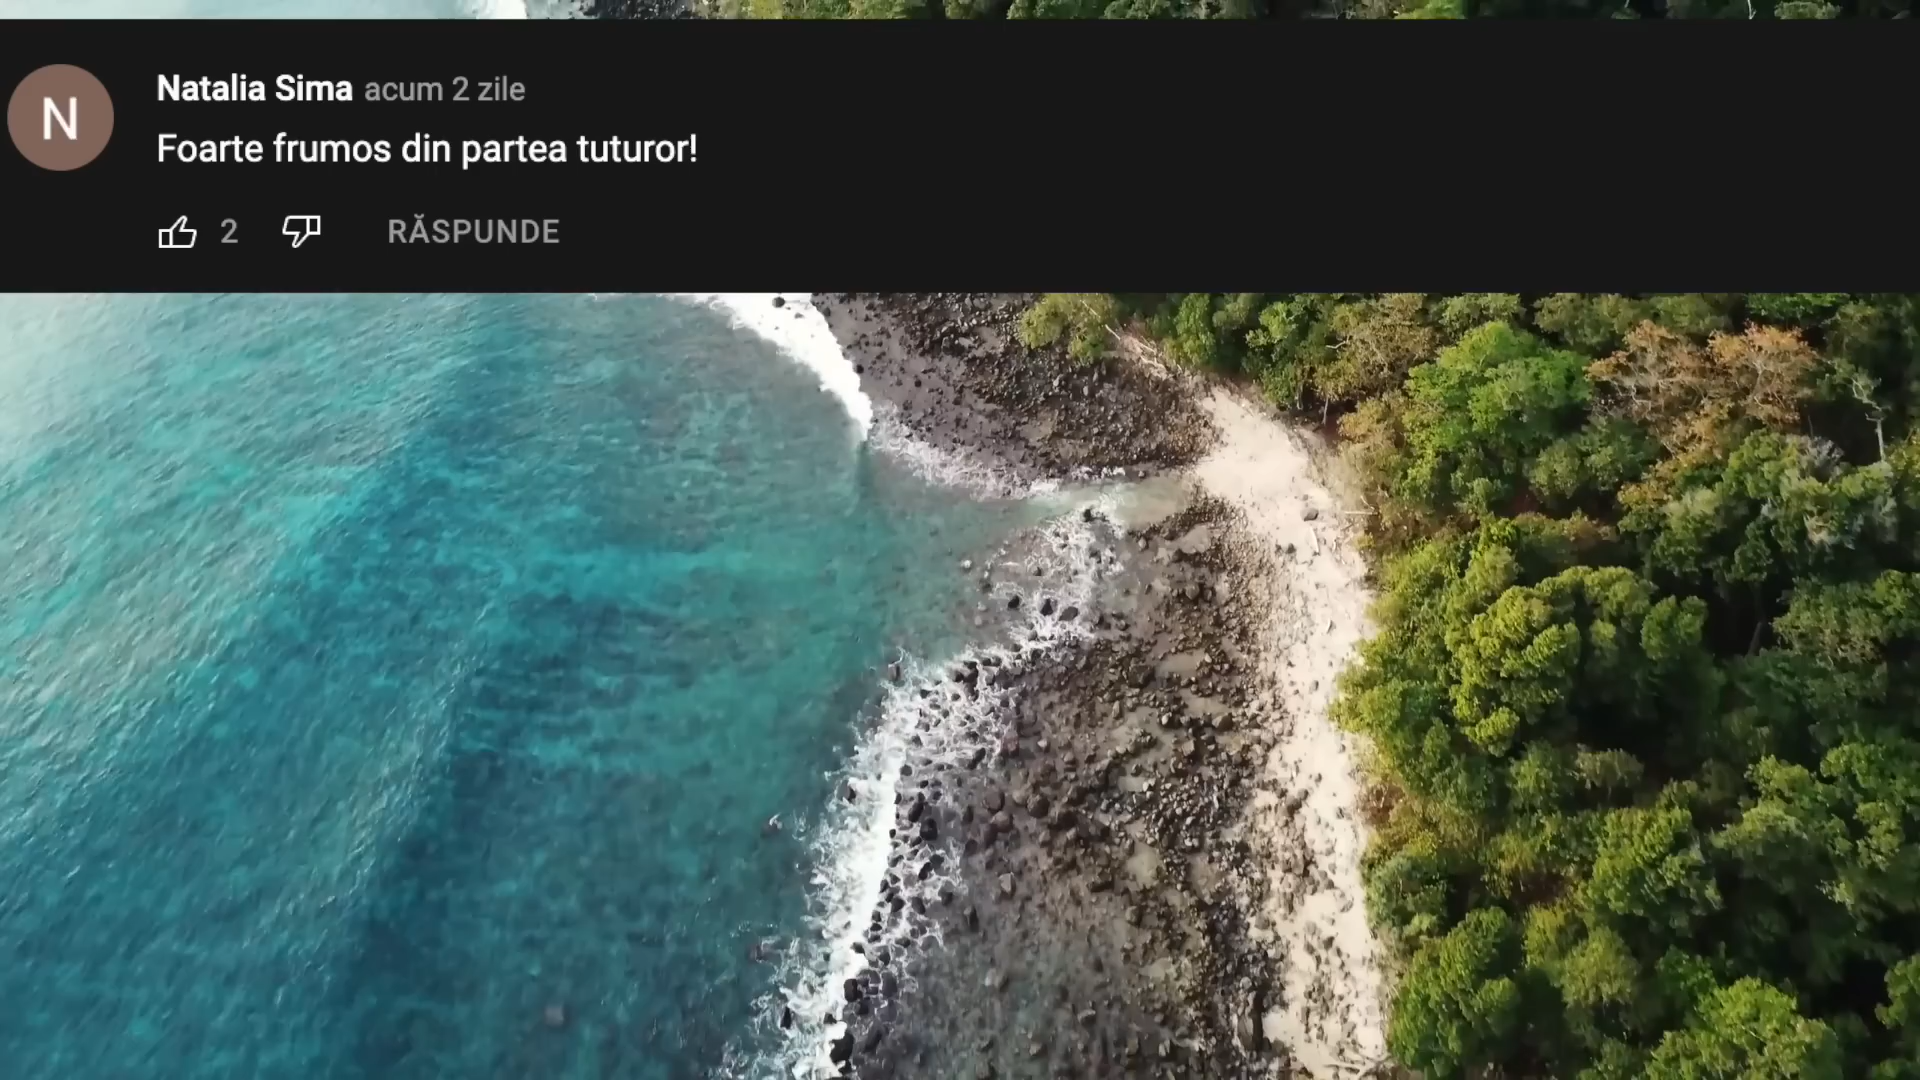 N
Natalia Sima acum 2 zile
Foarte frumos din partea tuturor!
2 RĂSPUNDE